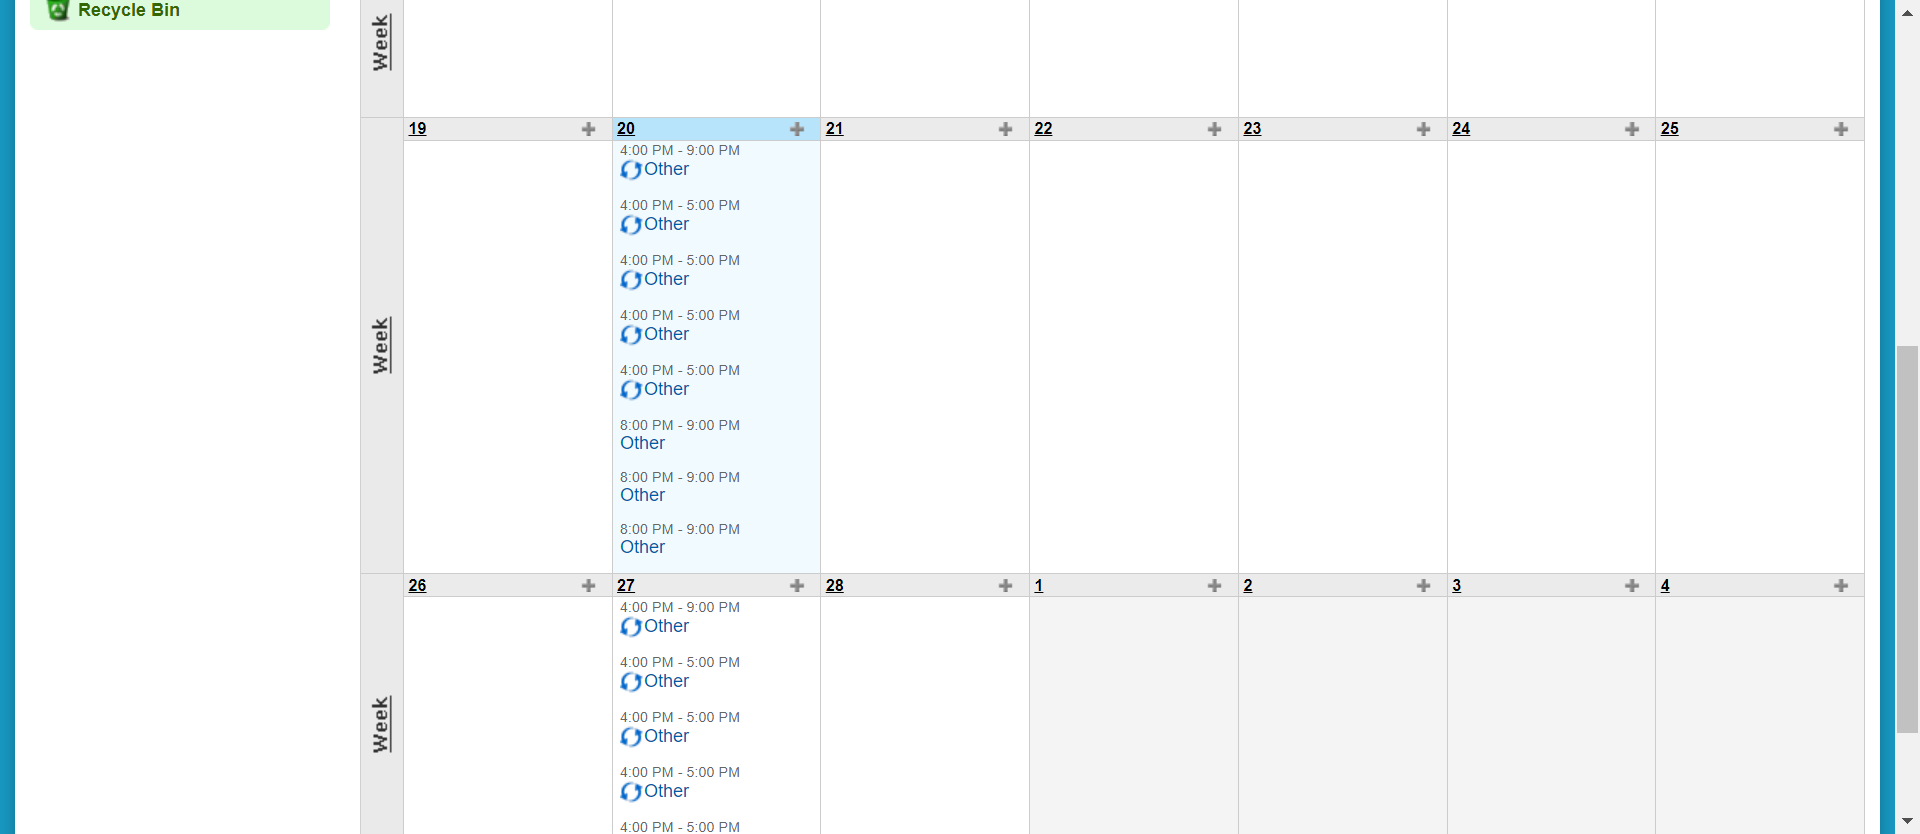 Recycle Bin
Week
19
20
21
22
23
24
25
4:00 PM - 9:00 PM
Other
4:00 PM - 5:00 PM
Other
4:00 PM - 5:00 PM
Other
4:00 PM - 5:00 PM
Other
4:00 PM - 5:00 PM
Other
8:00 PM - 9:00 PM
Other
8:00 PM - 9:00 PM
Other
8:00 PM - 9:00 PM
Other
Week
26
27
28
1
2
3
4
4:00 PM - 9:00 PM
Other
4:00 PM - 5:00 PM
Other
4:00 PM - 5:00 PM
Other
4:00 PM - 5:00 PM
Other
4:00 PM - 5:00 PM
Week